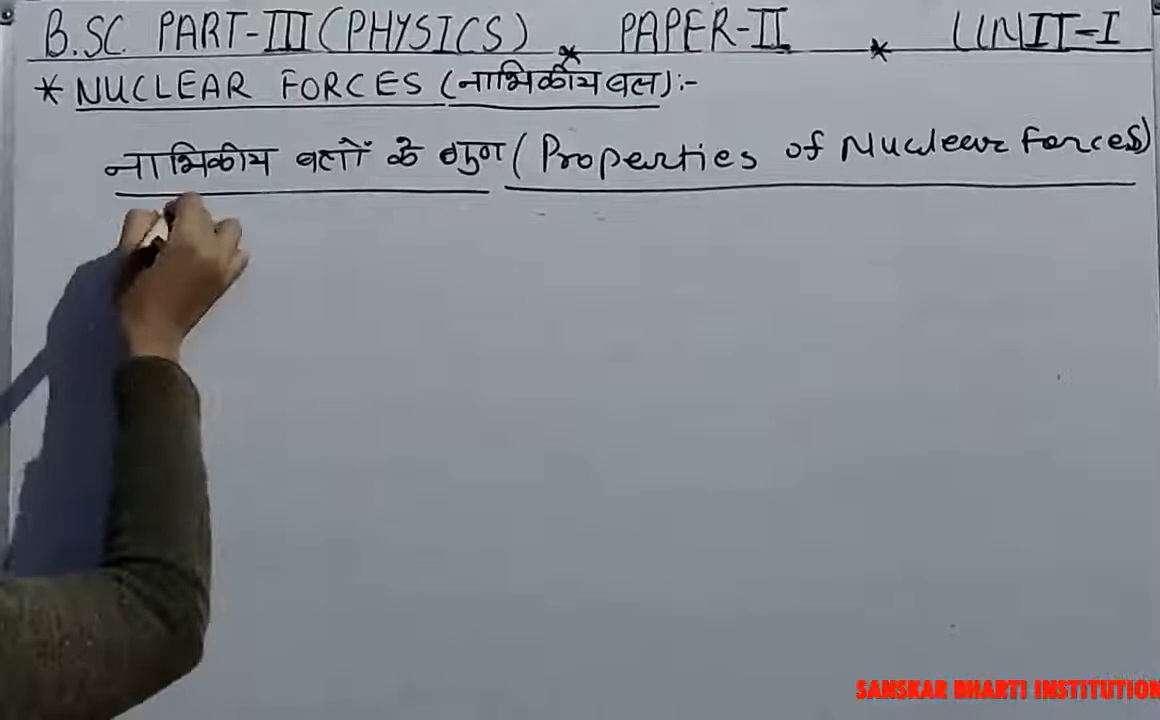 B.SC. PART-III (PHYSICS) * PAPER-II * UNIT-I
* NUCLEAR FORCES (नाभिकीय बल):-
नाभिकीय बलों के गुण (Properties of Nuclear Forces)
SANSKAR BHARTI INSTITUTION